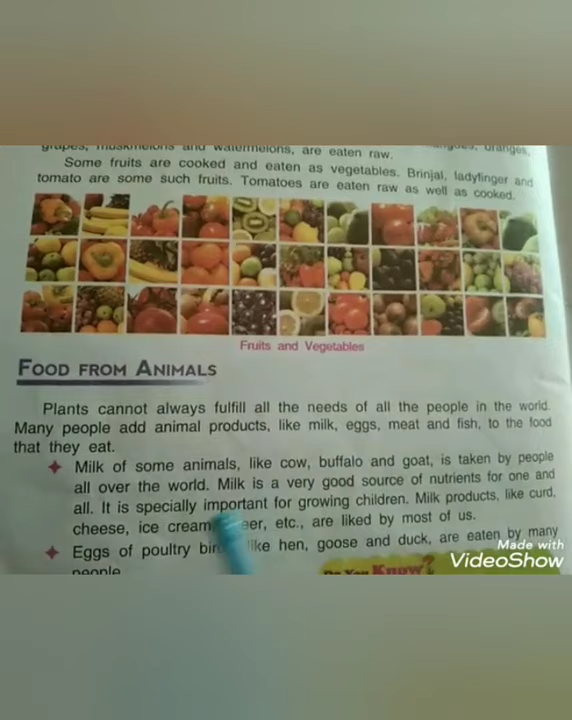 grapes, muskmelons and watermelons, are eaten raw. oranges,
Some fruits are cooked and eaten as vegetables. Brinjal, ladyfinger and
tomato are some such fruits. Tomatoes are eaten raw as well as cooked.
Fruits and Vegetables
FOOD FROM ANIMALS
Plants cannot always fulfill all the needs of all the people in the world.
Many people add animal products, like milk, eggs, meat and fish, to the food
that they eat.
Milk of some animals, like cow, buffalo and goat, is taken by people
all over the world. Milk is a very good source of nutrients for one and
all. It is specially important for growing children. Milk products, like curd,
cheese, ice cream, etc., are liked by most of us.
Eggs of poultry like hen, goose and duck, are eaten by many
people
Do You Know?
Made with
VideoShow